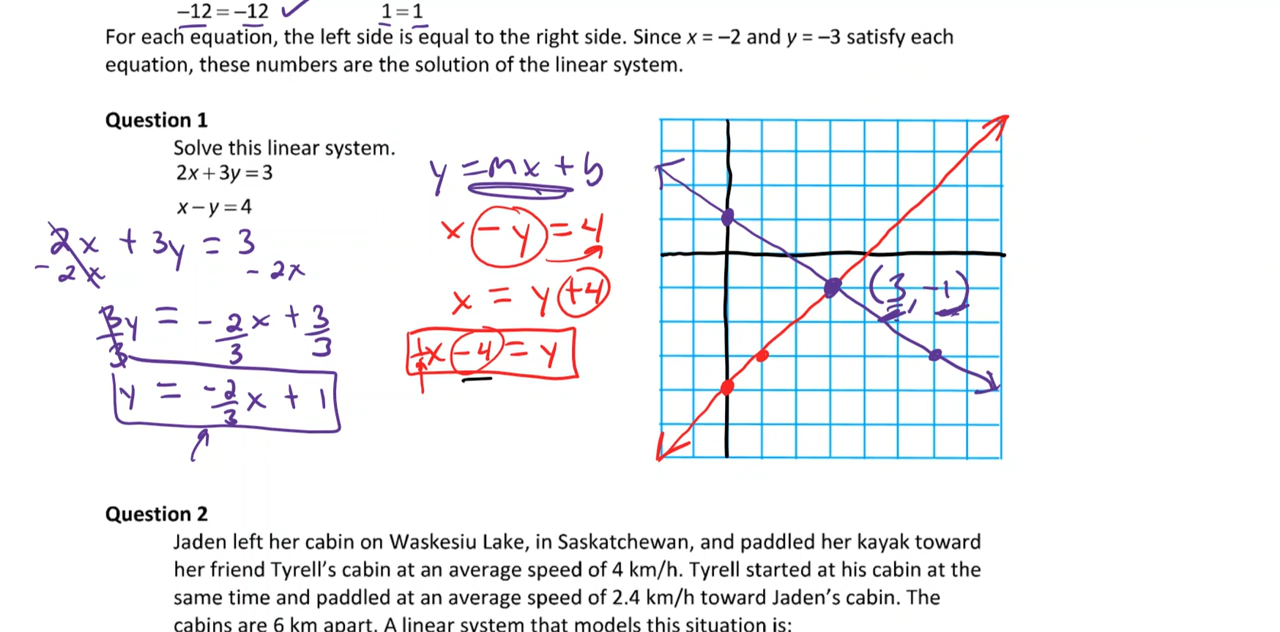 −12 = −12 ✓ 1 = 1
For each equation, the left side is equal to the right side. Since x = −2 and y = −3 satisfy each
equation, these numbers are the solution of the linear system.
Question 1
Solve this linear system.
2x + 3y = 3
x − y = 4
2x + 3y = 3
−2x − 2x
3y/3 = −2/3 x + 3/3
y = −2/3 x + 1
y = mx + b
x − y = 4
x = y + 4
1/1 x − 4 = y
(3, −1)
Question 2
Jaden left her cabin on Waskesiu Lake, in Saskatchewan, and paddled her kayak toward
her friend Tyrell’s cabin at an average speed of 4 km/h. Tyrell started at his cabin at the
same time and paddled at an average speed of 2.4 km/h toward Jaden’s cabin. The
cabins are 6 km apart. A linear system that models this situation is: